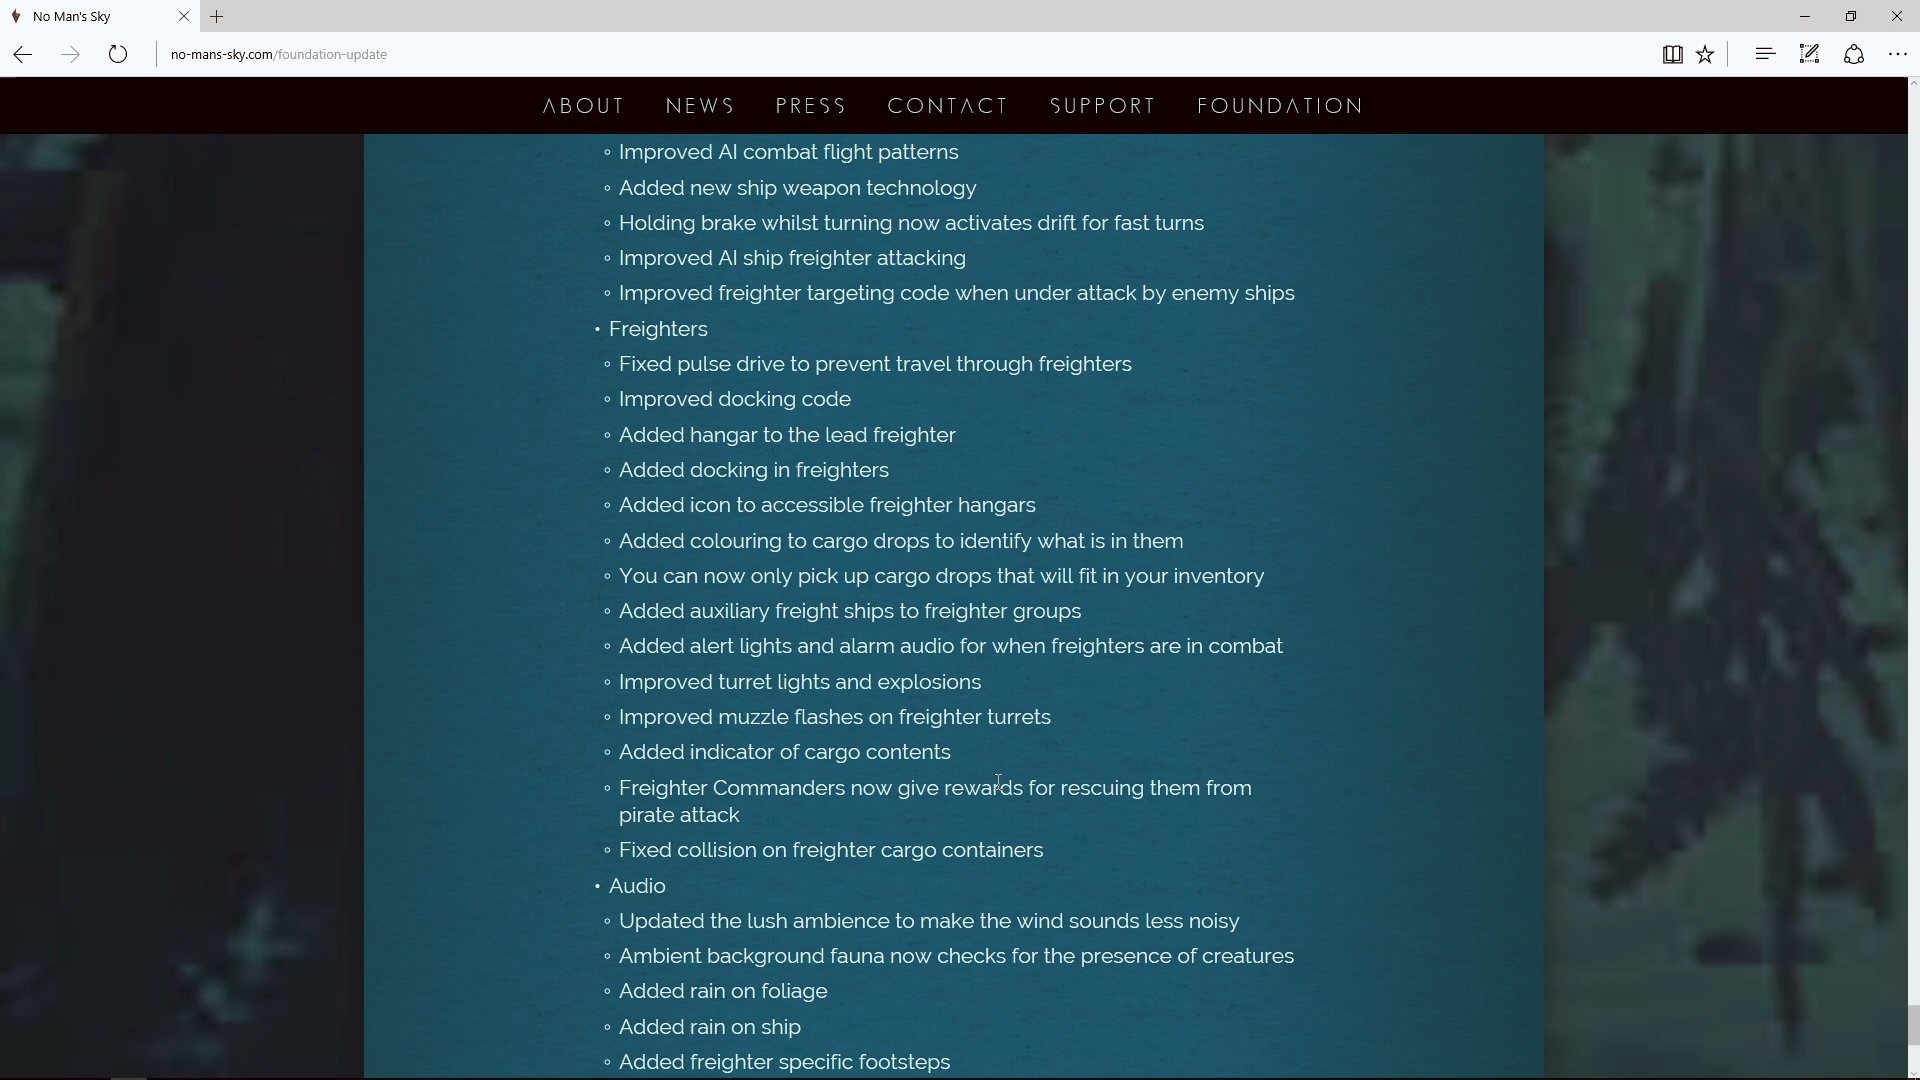 No Man's Sky
no-mans-sky.com/foundation-update
ABOUT NEWS PRESS CONTACT SUPPORT FOUNDATION
◦ Improved AI combat flight patterns
◦ Added new ship weapon technology
◦ Holding brake whilst turning now activates drift for fast turns
◦ Improved AI ship freighter attacking
◦ Improved freighter targeting code when under attack by enemy ships
• Freighters
◦ Fixed pulse drive to prevent travel through freighters
◦ Improved docking code
◦ Added hangar to the lead freighter
◦ Added docking in freighters
◦ Added icon to accessible freighter hangars
◦ Added colouring to cargo drops to identify what is in them
◦ You can now only pick up cargo drops that will fit in your inventory
◦ Added auxiliary freight ships to freighter groups
◦ Added alert lights and alarm audio for when freighters are in combat
◦ Improved turret lights and explosions
◦ Improved muzzle flashes on freighter turrets
◦ Added indicator of cargo contents
◦ Freighter Commanders now give rewards for rescuing them from
pirate attack
◦ Fixed collision on freighter cargo containers
• Audio
◦ Updated the lush ambience to make the wind sounds less noisy
◦ Ambient background fauna now checks for the presence of creatures
◦ Added rain on foliage
◦ Added rain on ship
◦ Added freighter specific footsteps